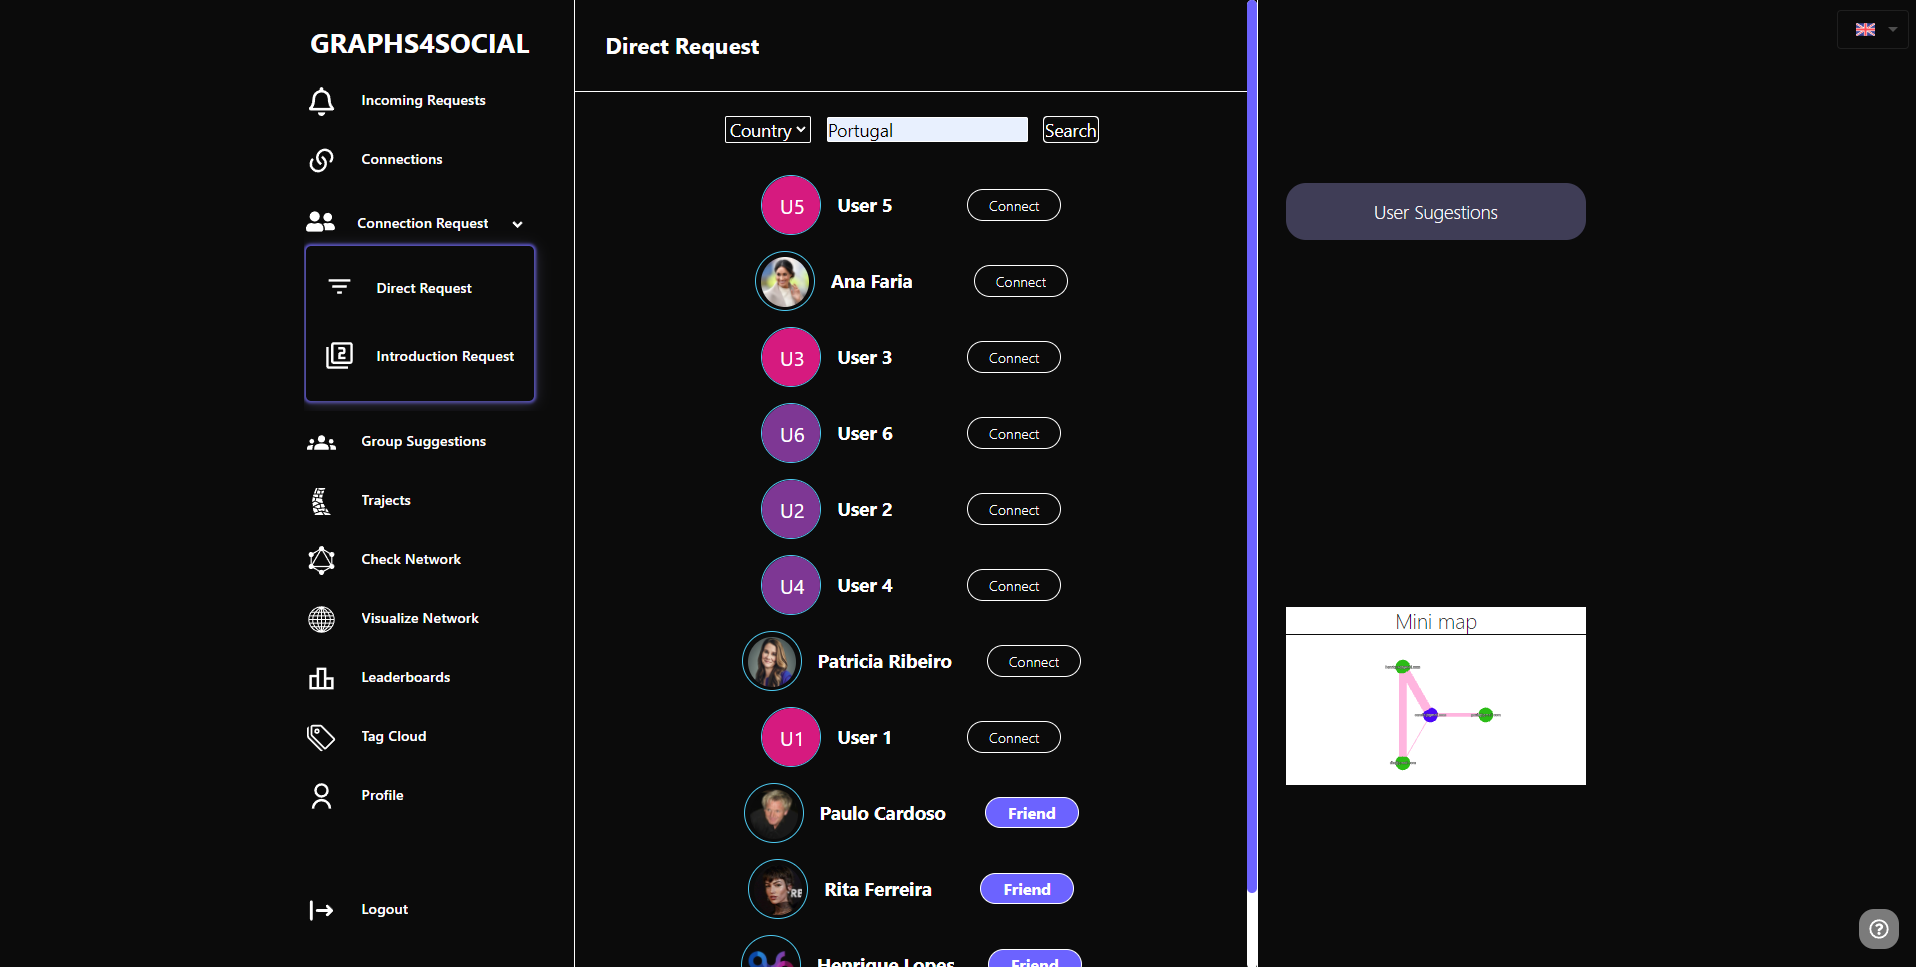 GRAPHS4SOCIAL
Incoming Requests
Connections
Connection Request
Direct Request
2
Introduction Request
Group Suggestions
Trajects
Check Network
Visualize Network
Leaderboards
Tag Cloud
Profile
Logout
Direct Request
Country Portugal Search
U5 User 5 Connect
Ana Faria Connect
U3 User 3 Connect
U6 User 6 Connect
U2 User 2 Connect
U4 User 4 Connect
Patricia Ribeiro Connect
U1 User 1 Connect
Paulo Cardoso Friend
Rita Ferreira Friend
Henrique Lopes Friend
User Sugestions
Mini map